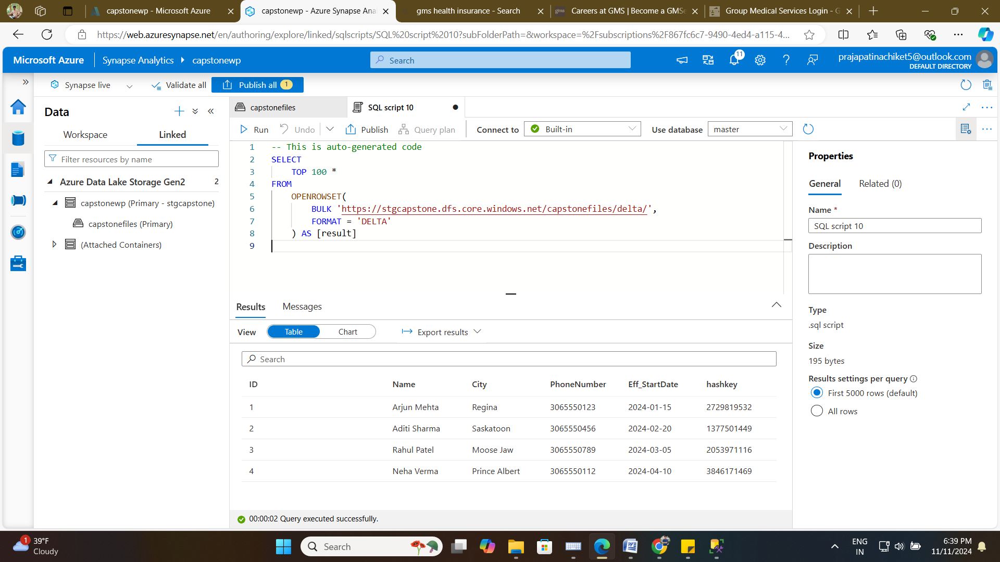 capstonewp - Microsoft Azure
capstonewp - Azure Synapse Ana
gms health insurance - Search
gms
Careers at GMS | Become a GMSe
Group Medical Services Login - G
https://web.azuresynapse.net/en/authoring/explore/linked/sqlscripts/SQL%20script%2010?subFolderPath=&workspace=%2Fsubscriptions%2F867fc6c7-9490-4ed4-a115-4...
Microsoft Azure
Synapse Analytics
capstonewp
Search
11
prajapatinachiket5@outlook.com
DEFAULT DIRECTORY
Synapse live
Validate all
Publish all 1
Data
Workspace
Linked
Filter resources by name
Azure Data Lake Storage Gen2 2
capstonewp (Primary - stgcapstone)
capstonefiles (Primary)
(Attached Containers)
capstonefiles
SQL script 10
Run
Undo
Publish
Query plan
Connect to
Built-in
Use database
master
1 -- This is auto-generated code
2 SELECT
3 TOP 100 *
4 FROM
5 OPENROWSET(
6 BULK 'https://stgcapstone.dfs.core.windows.net/capstonefiles/delta/',
7 FORMAT = 'DELTA'
8 ) AS [result]
9
Results
Messages
View
Table
Chart
Export results
Search
ID Name City PhoneNumber Eff_StartDate hashkey
1 Arjun Mehta Regina 3065550123 2024-01-15 2729819532
2 Aditi Sharma Saskatoon 3065550456 2024-02-20 1377501449
3 Rahul Patel Moose Jaw 3065550789 2024-03-05 2053971116
4 Neha Verma Prince Albert 3065550112 2024-04-10 3846171469
00:00:02 Query executed successfully.
Properties
General
Related (0)
Name *
SQL script 10
Description
Type
.sql script
Size
195 bytes
Results settings per query
First 5000 rows (default)
All rows
1
39°F
Cloudy
Search
ENG
IN
6:39 PM
11/11/2024